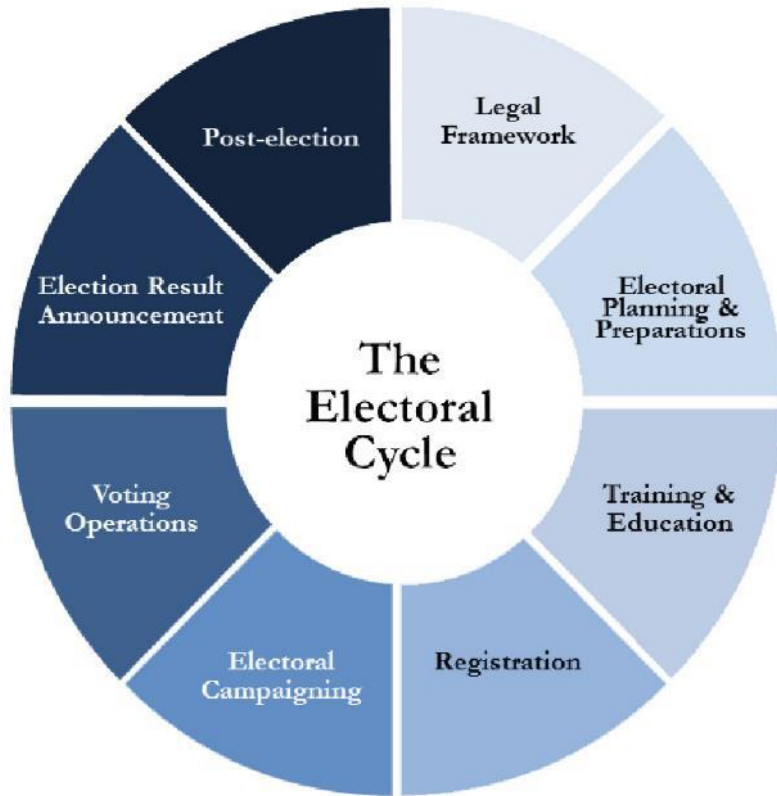 The
Electoral
Cycle
Legal
Framework
Electoral
Planning &
Preparations
Training &
Education
Registration
Electoral
Campaigning
Voting
Operations
Election Result
Announcement
Post-election